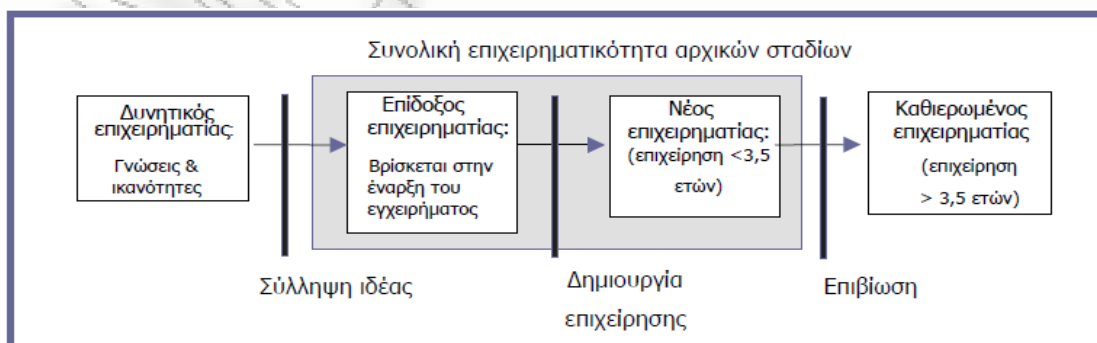 Συνολική επιχειρηματικότητα αρχικών σταδίων
Δυνητικός
επιχειρηματίας:
Γνώσεις &
ικανότητες
Επίδοξος
επιχειρηματίας:
Βρίσκεται στην
έναρξη του
εγχειρήματος
Νέος
επιχειρηματίας:
(επιχείρηση <3,5
ετών)
Καθιερωμένος
επιχειρηματίας
(επιχείρηση
> 3,5 ετών)
Σύλληψη ιδέας
Δημιουργία
επιχείρησης
Επιβίωση